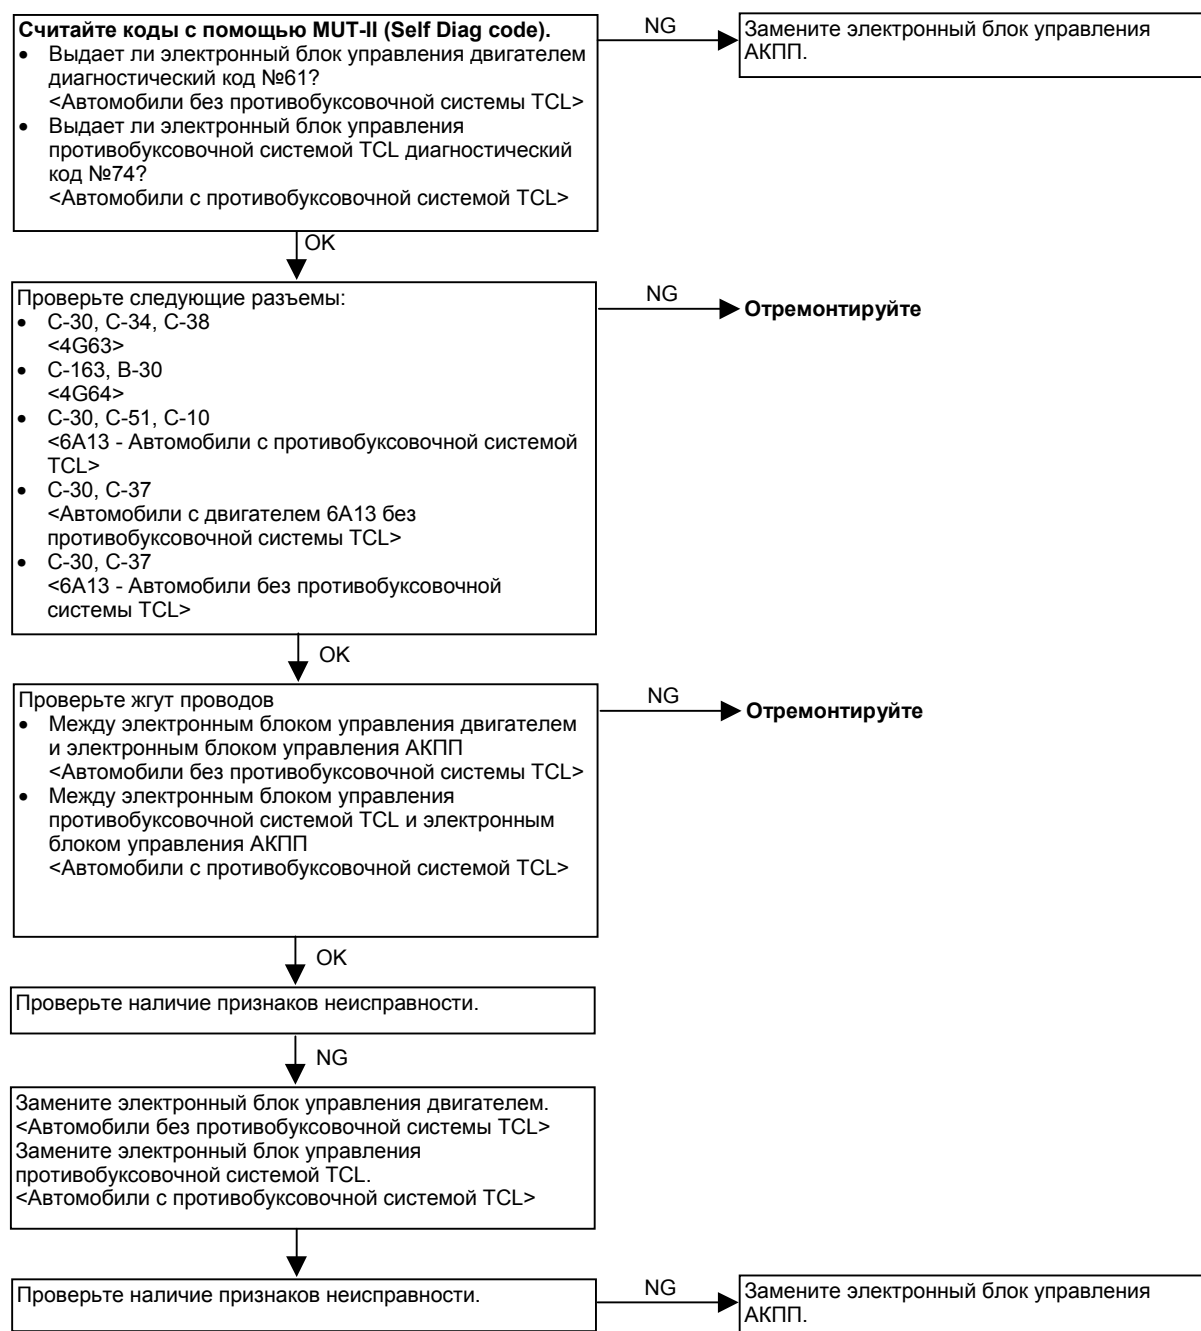 Считайте коды с помощью MUT-II (Self Diag code).
• Выдает ли электронный блок управления двигателем
диагностический код №61?
<Автомобили без противобуксовочной системы TCL>
• Выдает ли электронный блок управления
противобуксовочной системой TCL диагностический
код №74?
<Автомобили с противобуксовочной системой TCL>
NG
Замените электронный блок управления
АКПП.
OK
Проверьте следующие разъемы:
• C-30, C-34, C-38
<4G63>
• C-163, B-30
<4G64>
• C-30, C-51, C-10
<6A13 - Автомобили с противобуксовочной системой
TCL>
• C-30, C-37
<Автомобили с двигателем 6A13 без
противобуксовочной системы TCL>
• C-30, C-37
<6A13 - Автомобили без противобуксовочной
системы TCL>
NG
Отремонтируйте
OK
Проверьте жгут проводов
• Между электронным блоком управления двигателем
и электронным блоком управления АКПП
<Автомобили без противобуксовочной системы TCL>
• Между электронным блоком управления
противобуксовочной системой TCL и электронным
блоком управления АКПП
<Автомобили с противобуксовочной системой TCL>
NG
Отремонтируйте
OK
Проверьте наличие признаков неисправности.
NG
Замените электронный блок управления двигателем.
<Автомобили без противобуксовочной системы TCL>
Замените электронный блок управления
противобуксовочной системой TCL.
<Автомобили с противобуксовочной системой TCL>
Проверьте наличие признаков неисправности.
NG
Замените электронный блок управления
АКПП.